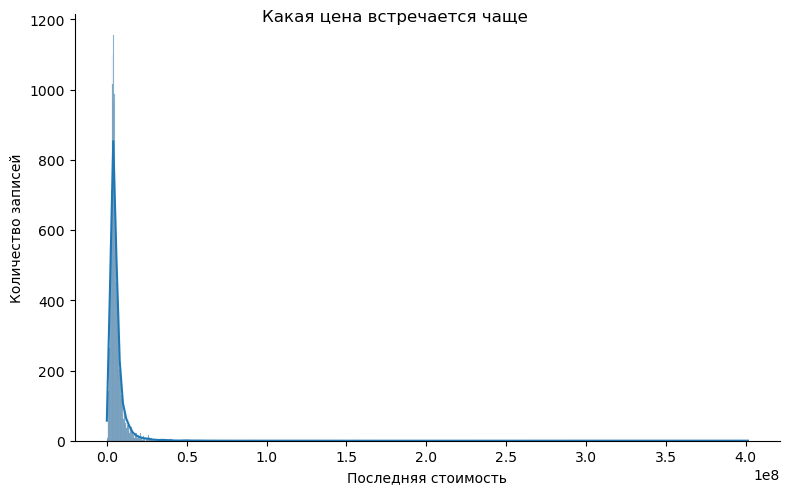 Какая цена встречается чаще
1200
1000
800
600
400
200
0
Количество записей
0.0 0.5 1.0 1.5 2.0 2.5 3.0 3.5 4.0
1e8
Последняя стоимость